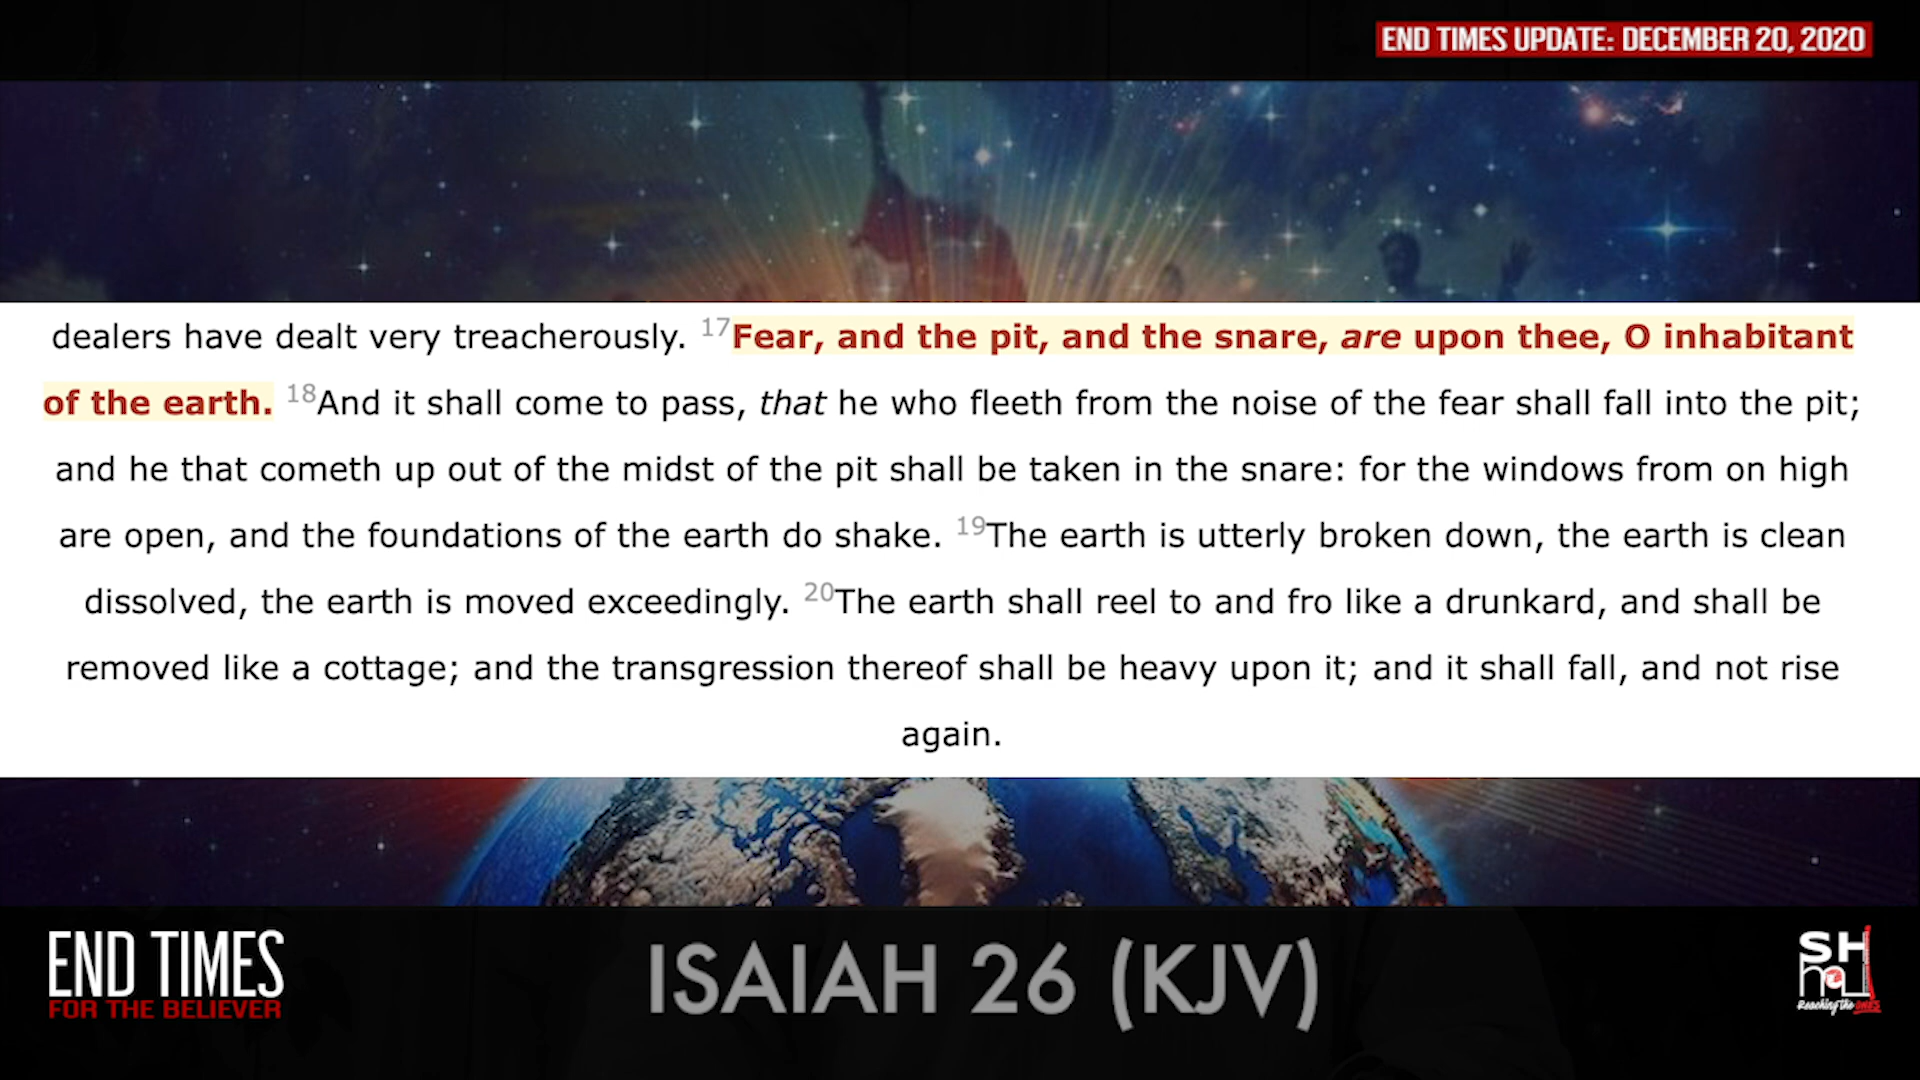 END TIMES UPDATE: DECEMBER 20, 2020
dealers have dealt very treacherously. 17Fear, and the pit, and the snare, are upon thee, O inhabitant
of the earth. 18And it shall come to pass, that he who fleeth from the noise of the fear shall fall into the pit;
and he that cometh up out of the midst of the pit shall be taken in the snare: for the windows from on high
are open, and the foundations of the earth do shake. 19The earth is utterly broken down, the earth is clean
dissolved, the earth is moved exceedingly. 20The earth shall reel to and fro like a drunkard, and shall be
removed like a cottage; and the transgression thereof shall be heavy upon it; and it shall fall, and not rise
again.
END TIMES
FOR THE BELIEVER
ISAIAH 26 (KJV)
SH
Reaching the ONES